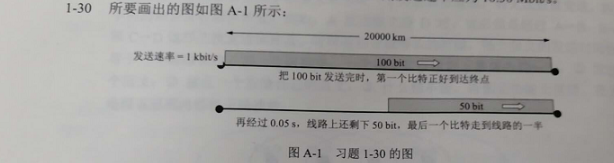 1-30 所要画出的图如图 A-1 所示：
20000 km
发送速率 = 1 kbit/s
100 bit
把 100 bit 发送完时，第一个比特正好到达终点
50 bit
再经过 0.05 s，线路上还剩下 50 bit，最后一个比特走到线路的一半
图 A-1 习题 1-30 的图